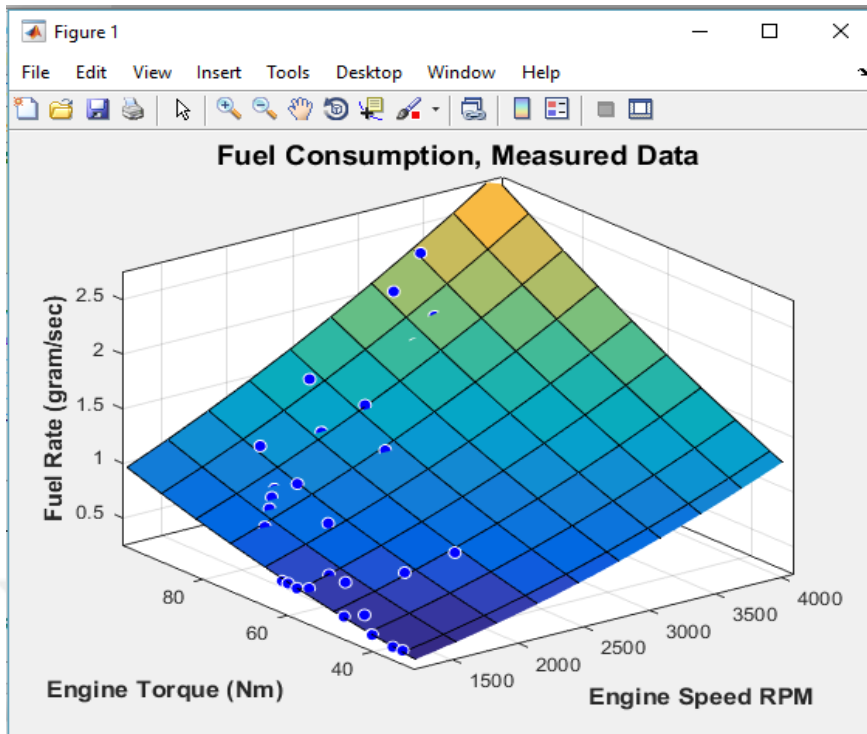 Figure 1
File Edit View Insert Tools Desktop Window Help
Fuel Consumption, Measured Data
Fuel Rate (gram/sec)
2.5
2
1.5
1
0.5
80
60
40
Engine Torque (Nm)
1500
2000
2500
3000
3500
4000
Engine Speed RPM